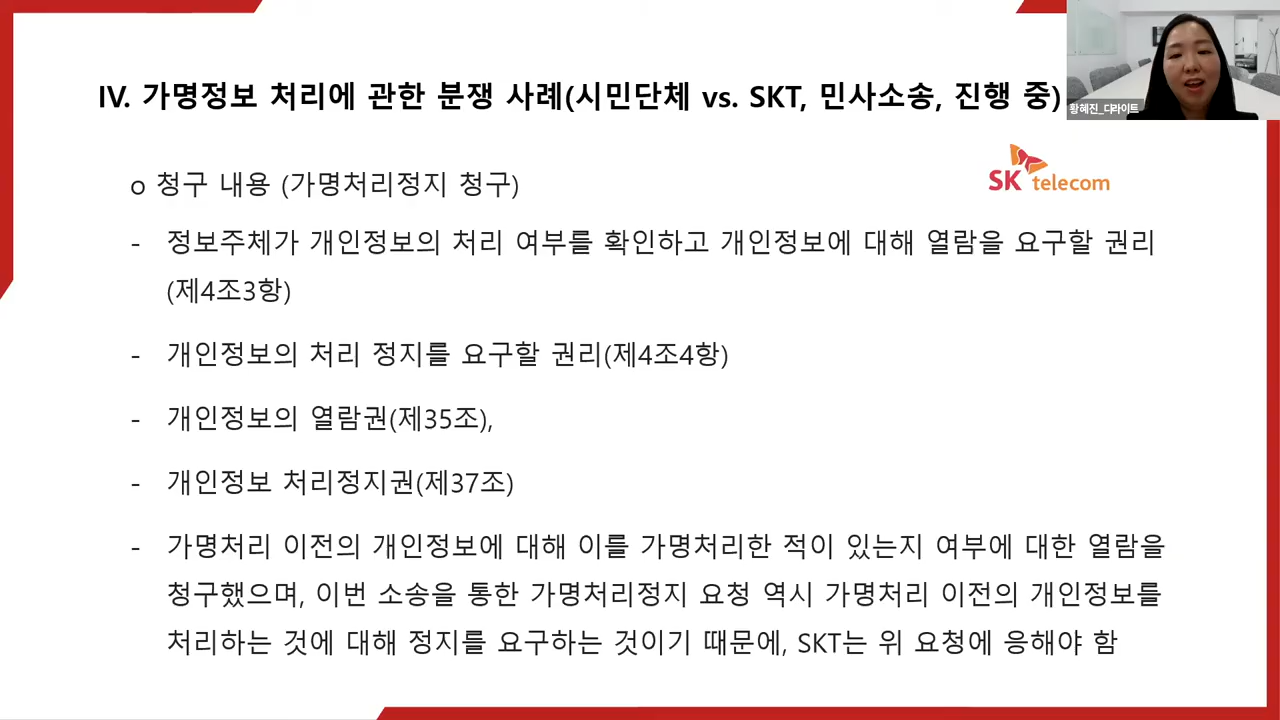 IV. 가명정보 처리에 관한 분쟁 사례(시민단체 vs. SKT, 민사소송, 진행 중)
황혜진_디라이트
SK telecom
o 청구 내용 (가명처리정지 청구)
- 정보주체가 개인정보의 처리 여부를 확인하고 개인정보에 대해 열람을 요구할 권리
(제4조3항)
- 개인정보의 처리 정지를 요구할 권리(제4조4항)
- 개인정보의 열람권(제35조),
- 개인정보 처리정지권(제37조)
- 가명처리 이전의 개인정보에 대해 이를 가명처리한 적이 있는지 여부에 대한 열람을
청구했으며, 이번 소송을 통한 가명처리정지 요청 역시 가명처리 이전의 개인정보를
처리하는 것에 대해 정지를 요구하는 것이기 때문에, SKT는 위 요청에 응해야 함